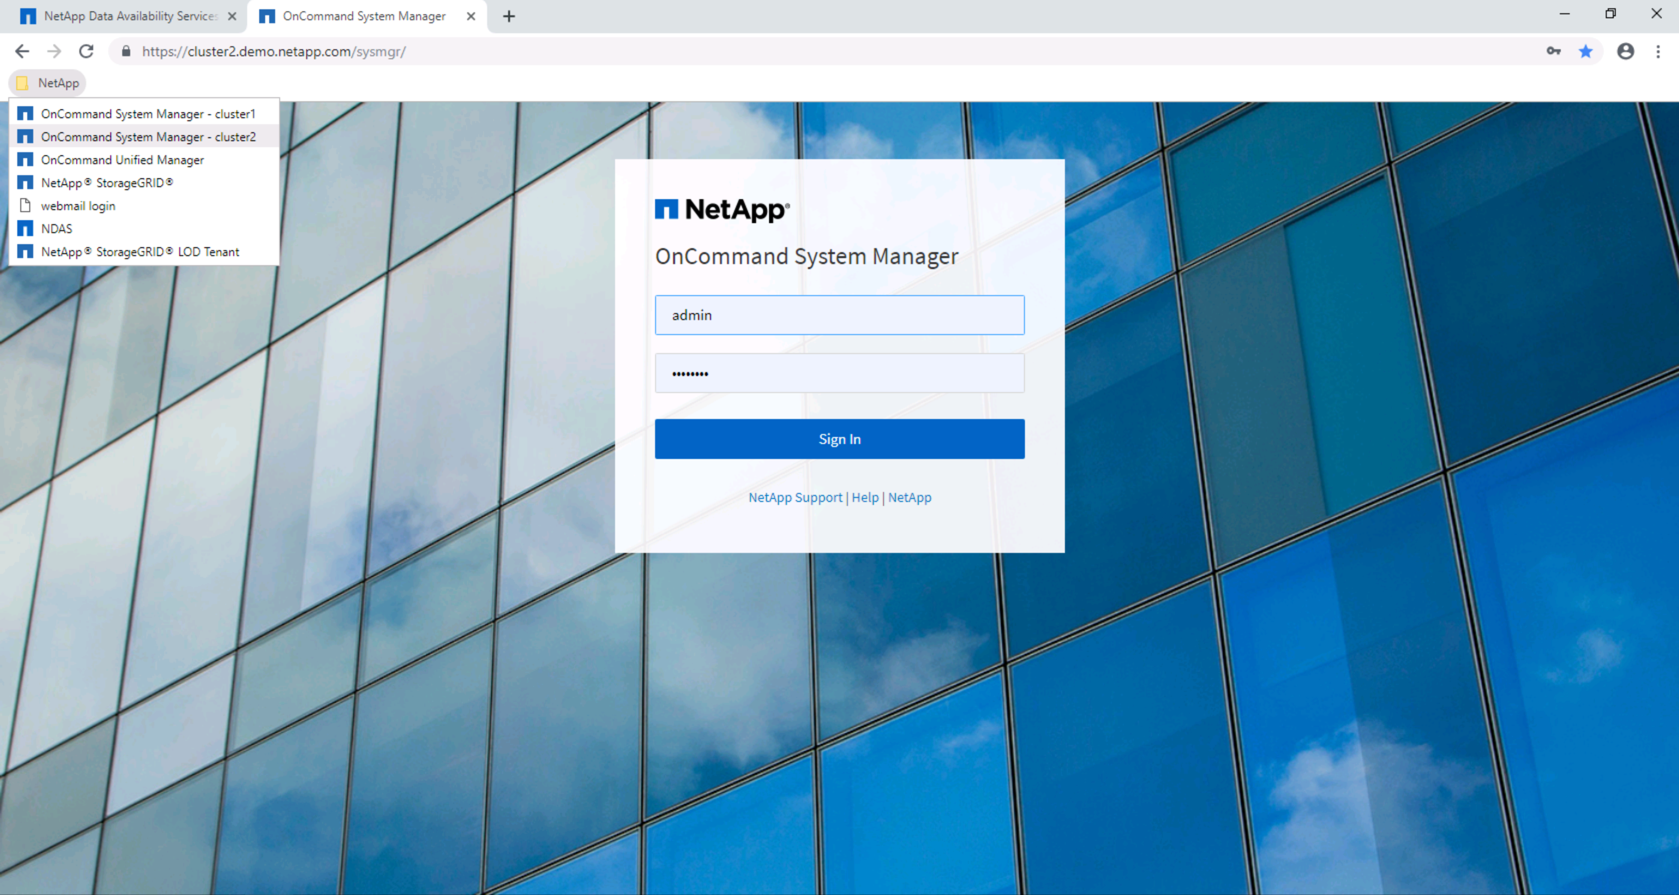 NetApp Data Availability Services
OnCommand System Manager
https://cluster2.demo.netapp.com/sysmgr/
NetApp
OnCommand System Manager - cluster1
OnCommand System Manager - cluster2
OnCommand Unified Manager
NetApp® StorageGRID®
webmail login
NDAS
NetApp® StorageGRID® LOD Tenant
NetApp®
OnCommand System Manager
admin
••••••••
Sign In
NetApp Support | Help | NetApp